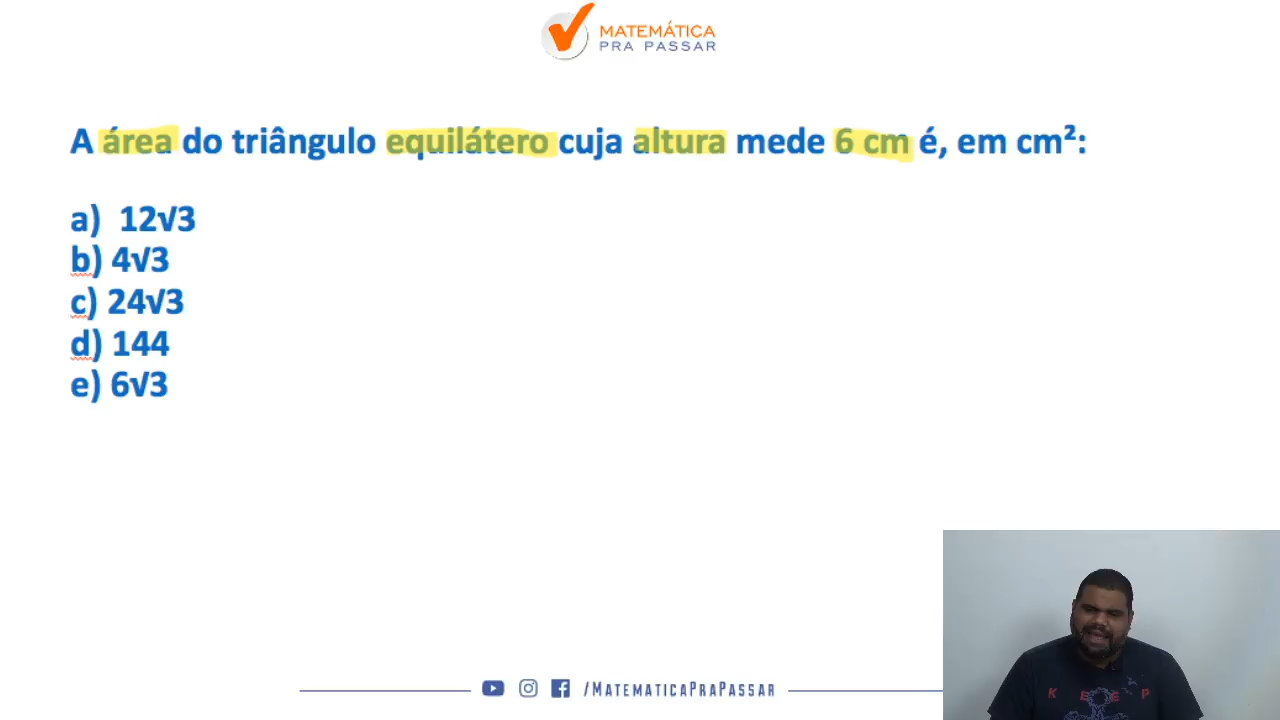 MATEMÁTICA
PRA PASSAR
A área do triângulo equilátero cuja altura mede 6 cm é, em cm²:
a) 12√3
b) 4√3
c) 24√3
d) 144
e) 6√3
K E E P
/MATEMATICAPRAPASSAR